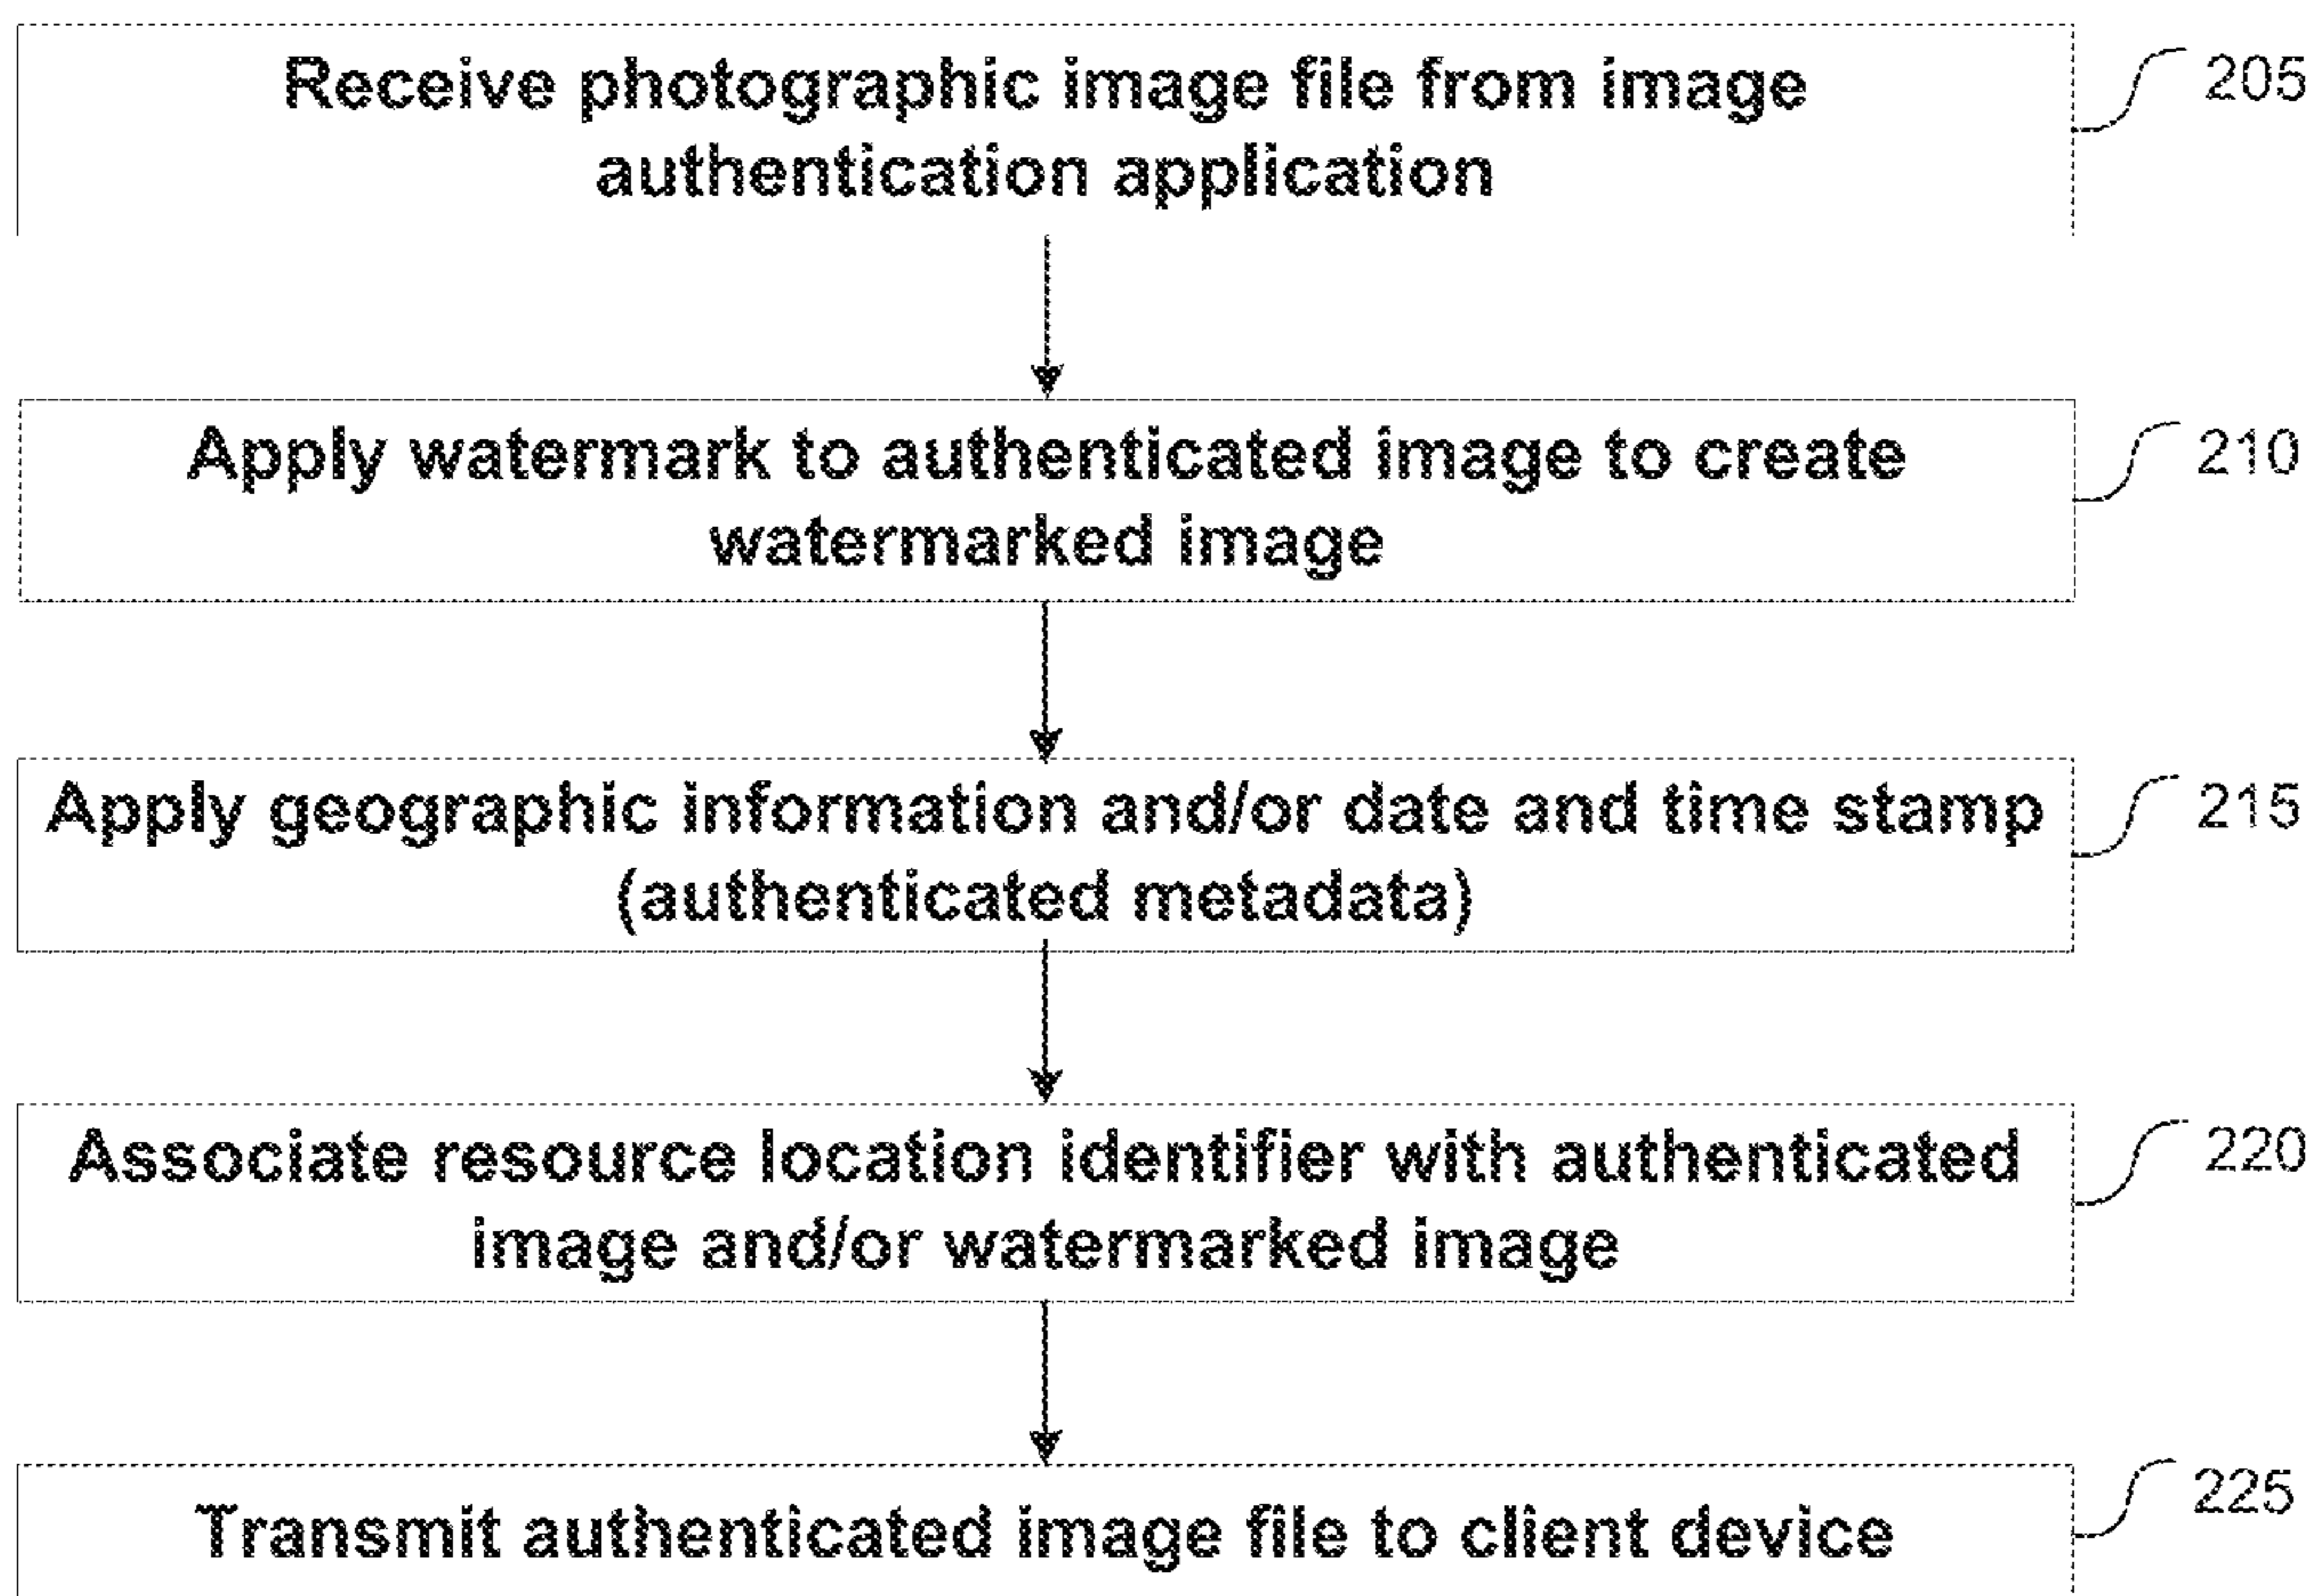 Receive photographic image file from image
authentication application
205
Apply watermark to authenticated image to create
watermarked image
210
Apply geographic information and/or date and time stamp
(authenticated metadata)
215
Associate resource location identifier with authenticated
image and/or watermarked image
220
Transmit authenticated image file to client device
225